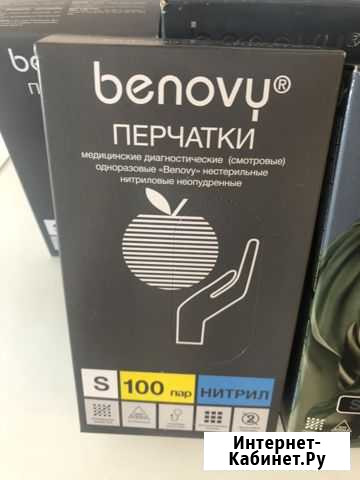 benovy®
ПЕРЧАТКИ
медицинские диагностические (смотровые)
одноразовые «Benovy» нестерильные
нитриловые неопудренные
S 100 пар НИТРИЛ
Интернет-
Кабинет.Ру